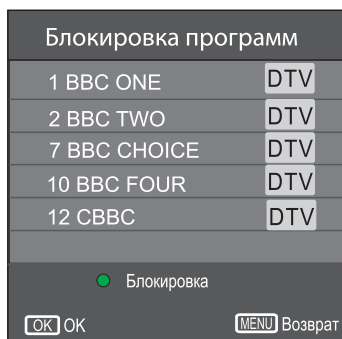 Блокировка программ
1 BBC ONE DTV
2 BBC TWO DTV
7 BBC CHOICE DTV
10 BBC FOUR DTV
12 CBBC DTV
Блокировка
OK OK MENU Возврат